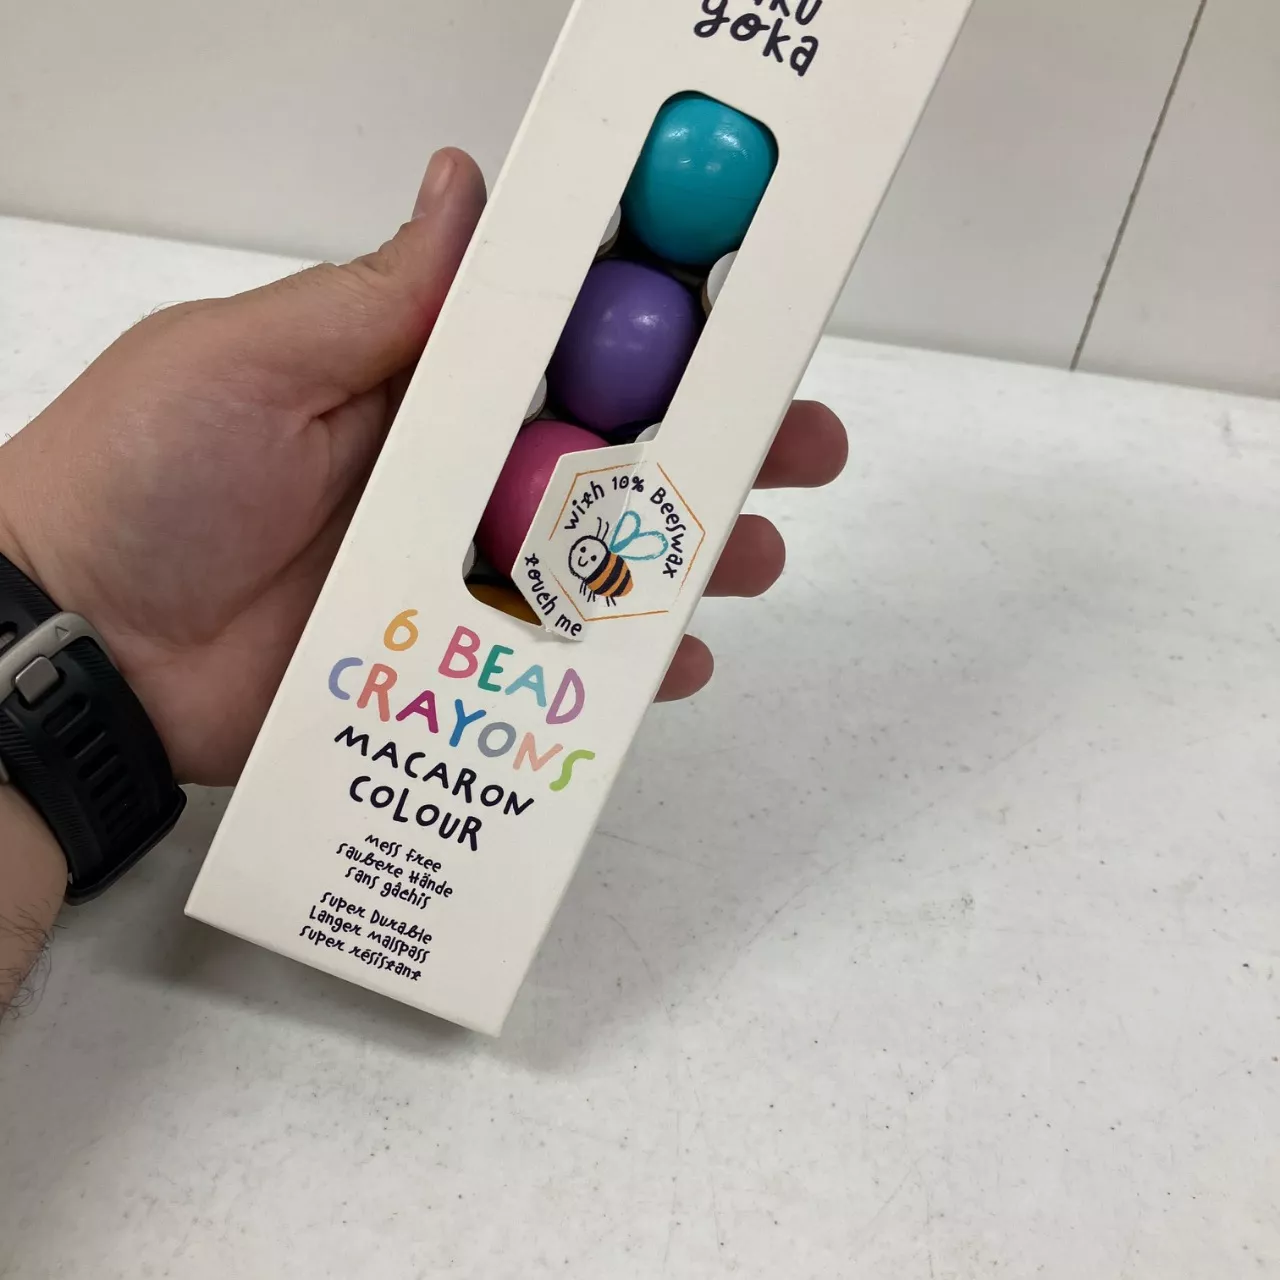 yoka
with 10% Beeswax
touch me
6 BEAD
CRAYONS
MACARON
COLOUR
Mess free
saubere Hände
sans gâchis
super Durable
Langer Malspass
super résistant